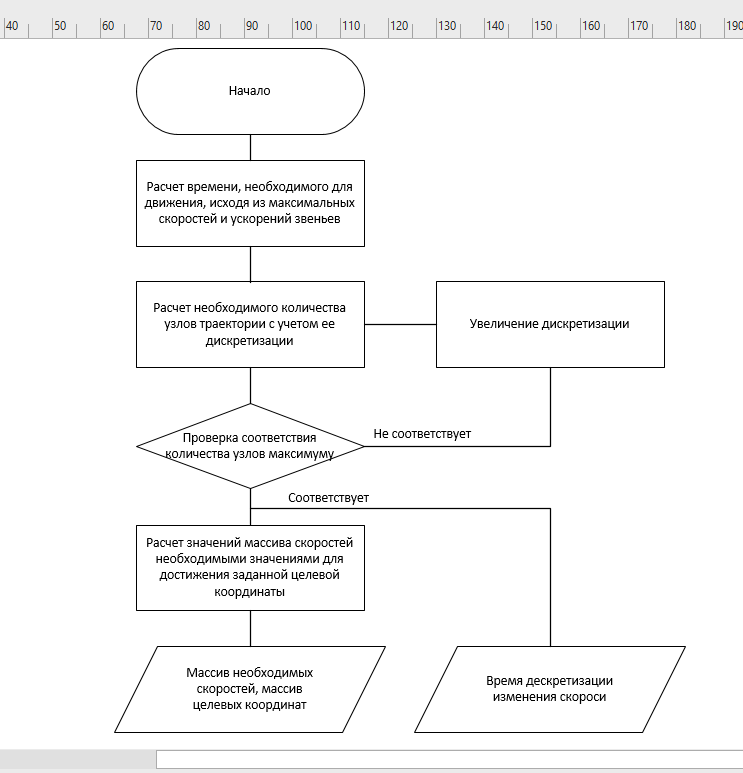 40 50 60 70 80 90 100 110 120 130 140 150 160 170 180 190
Начало
Расчет времени, необходимого для
движения, исходя из максимальных
скоростей и ускорений звеньев
Расчет необходимого количества
узлов траектории с учетом ее
дискретизации
Увеличение дискретизации
Проверка соответствия
количества узлов максимуму
Не соответствует
Соответствует
Расчет значений массива скоростей
необходимыми значениями для
достижения заданной целевой
координаты
Массив необходимых
скоростей, массив
целевых координат
Время дескретизации
изменения скороси